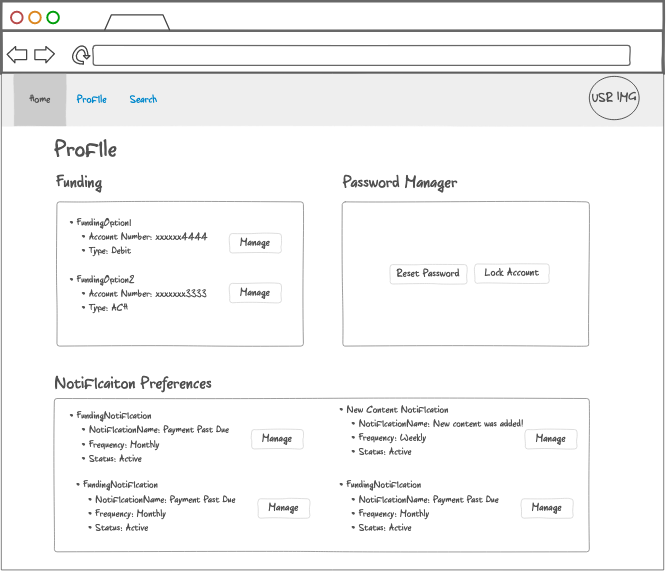 Home Profile Search USR IMG
Profile
Funding
FundingOption1
Account Number: xxxxxx4444
Type: Debit
Manage
FundingOption2
Account Number: xxxxxxx3333
Type: ACH
Manage
Password Manager
Reset Password Lock Account
Notificaiton Preferences
FundingNotification
NotificationName: Payment Past Due
Frequency: Monthly
Status: Active
Manage
New Content Notification
NotificationName: New content was added!
Frequency: Weekly
Status: Active
Manage
FundingNotification
NotificationName: Payment Past Due
Frequency: Monthly
Status: Active
Manage
FundingNotification
NotificationName: Payment Past Due
Frequency: Monthly
Status: Active
Manage